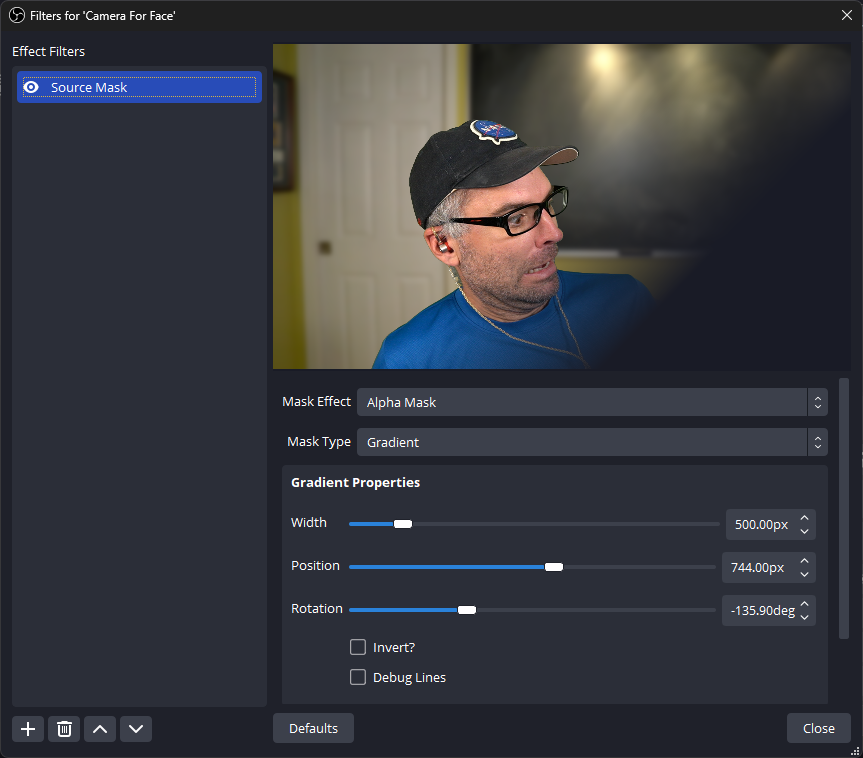 Filters for 'Camera For Face'
Effect Filters
Source Mask
Mask Effect Alpha Mask
Mask Type Gradient
Gradient Properties
Width 500.00px
Position 744.00px
Rotation -135.90deg
Invert?
Debug Lines
Defaults Close